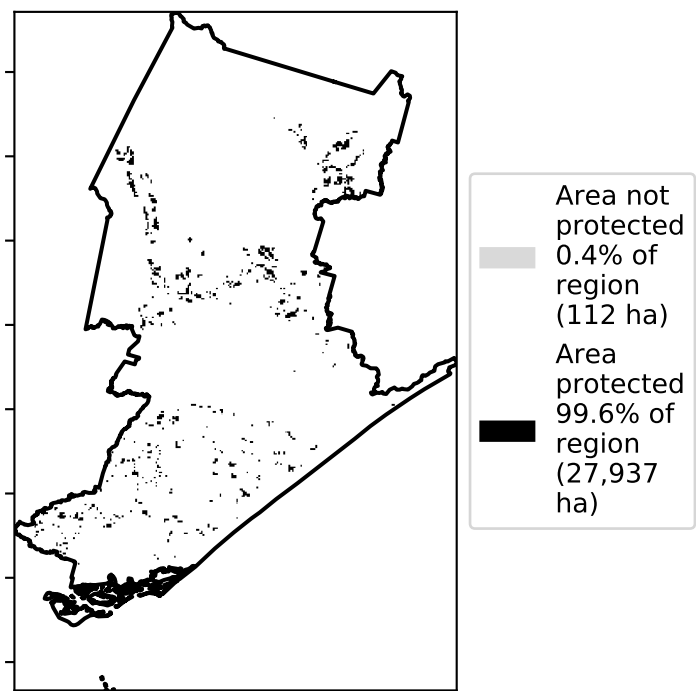 Area not
protected
0.4% of
region
(112 ha)
Area
protected
99.6% of
region
(27,937
ha)